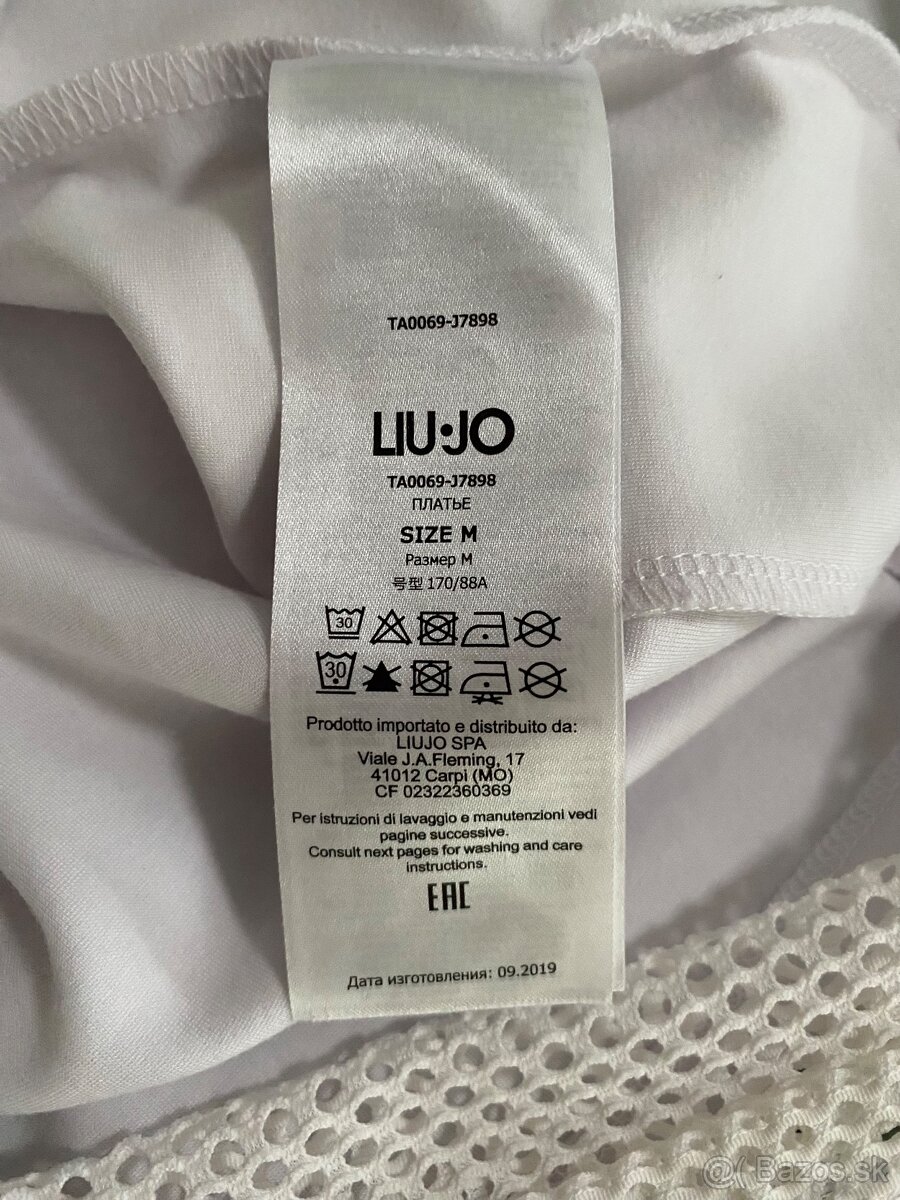 TA0069-J7898
LIU·JO
TA0069-J7898
ПЛАТЬЕ
SIZE M
Размер M
号型 170/88A
30
30
Prodotto importato e distribuito da:
LIUJO SPA
Viale J.A.Fleming, 17
41012 Carpi (MO)
CF 02322360369
Per istruzioni di lavaggio e manutenzioni vedi
pagine successive.
Consult next pages for washing and care
instructions.
EAC
Дата изготовления: 09.2019
@( Bazos.sk